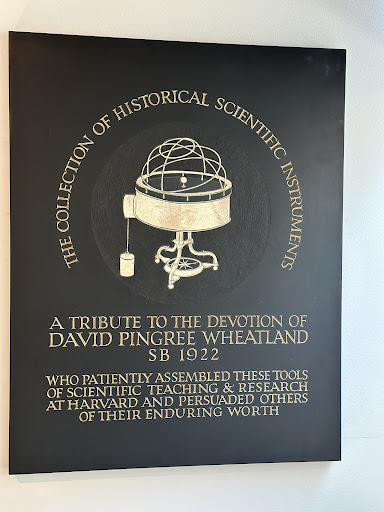 THE COLLECTION OF HISTORICAL SCIENTIFIC INSTRUMENTS
A TRIBUTE TO THE DEVOTION OF
DAVID PINGREE WHEATLAND
SB 1922
WHO PATIENTLY ASSEMBLED THESE TOOLS
OF SCIENTIFIC TEACHING & RESEARCH
AT HARVARD AND PERSUADED OTHERS
OF THEIR ENDURING WORTH